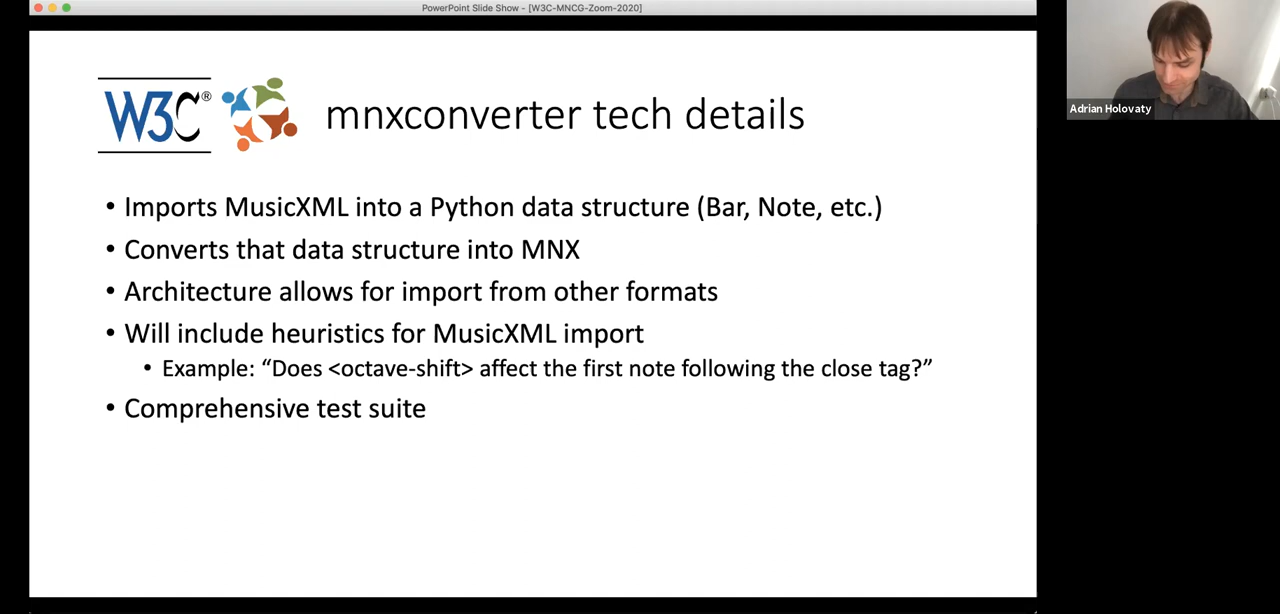 PowerPoint Slide Show - [W3C-MNCG-Zoom-2020]
W3C®
mnxconverter tech details
• Imports MusicXML into a Python data structure (Bar, Note, etc.)
• Converts that data structure into MNX
• Architecture allows for import from other formats
• Will include heuristics for MusicXML import
• Example: “Does <octave-shift> affect the first note following the close tag?”
• Comprehensive test suite
Adrian Holovaty